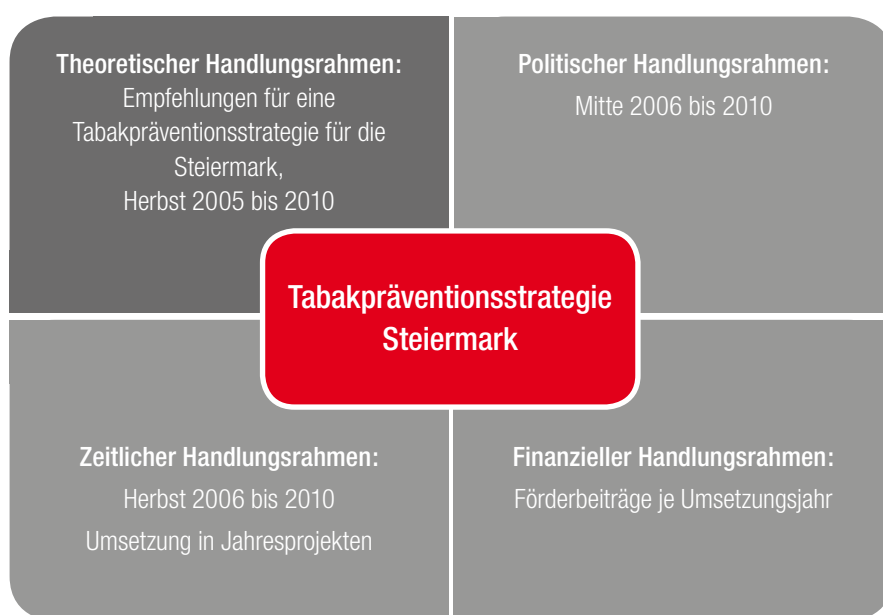 Theoretischer Handlungsrahmen:
Empfehlungen für eine
Tabakpräventionsstrategie für die
Steiermark,
Herbst 2005 bis 2010
Politischer Handlungsrahmen:
Mitte 2006 bis 2010
Tabakpräventionsstrategie
Steiermark
Zeitlicher Handlungsrahmen:
Herbst 2006 bis 2010
Umsetzung in Jahresprojekten
Finanzieller Handlungsrahmen:
Förderbeiträge je Umsetzungsjahr